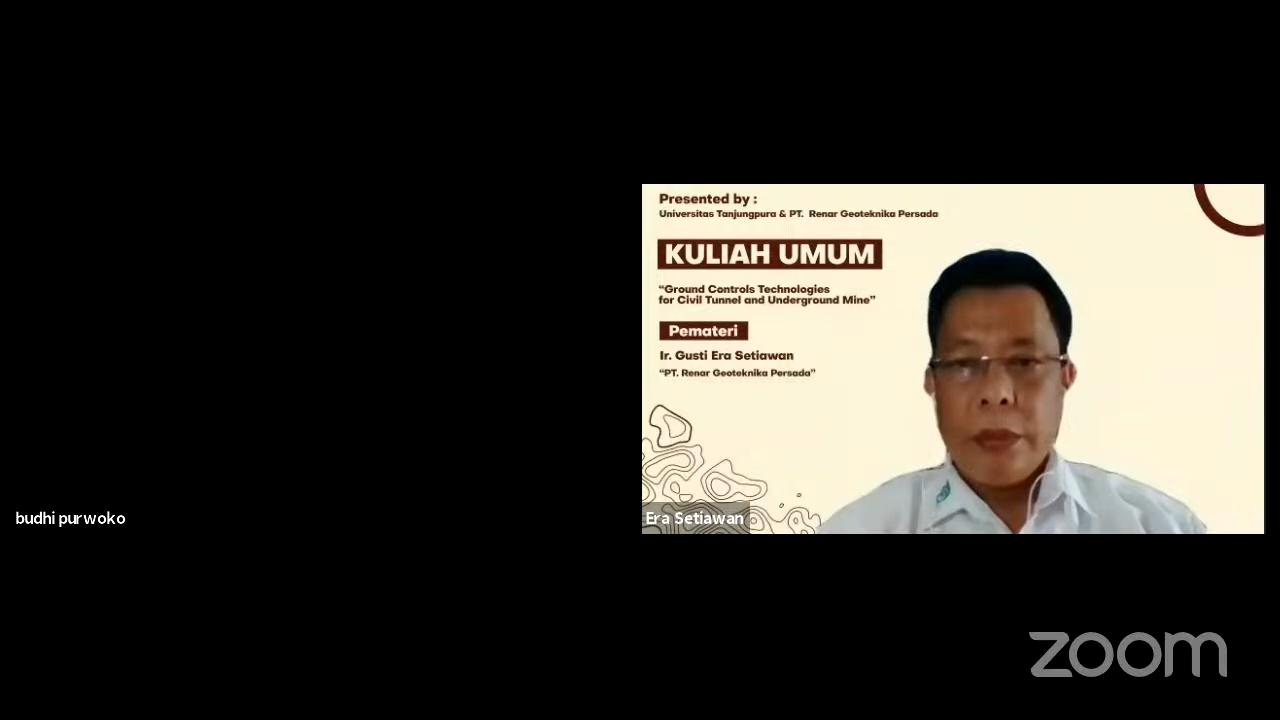 Presented by :
Universitas Tanjungpura & PT. Renar Geoteknika Persada
KULIAH UMUM
“Ground Controls Technologies
for Civil Tunnel and Underground Mine”
Pemateri
Ir. Gusti Era Setiawan
“PT. Renar Geoteknika Persada”
budhi purwoko
Era Setiawan
zoom